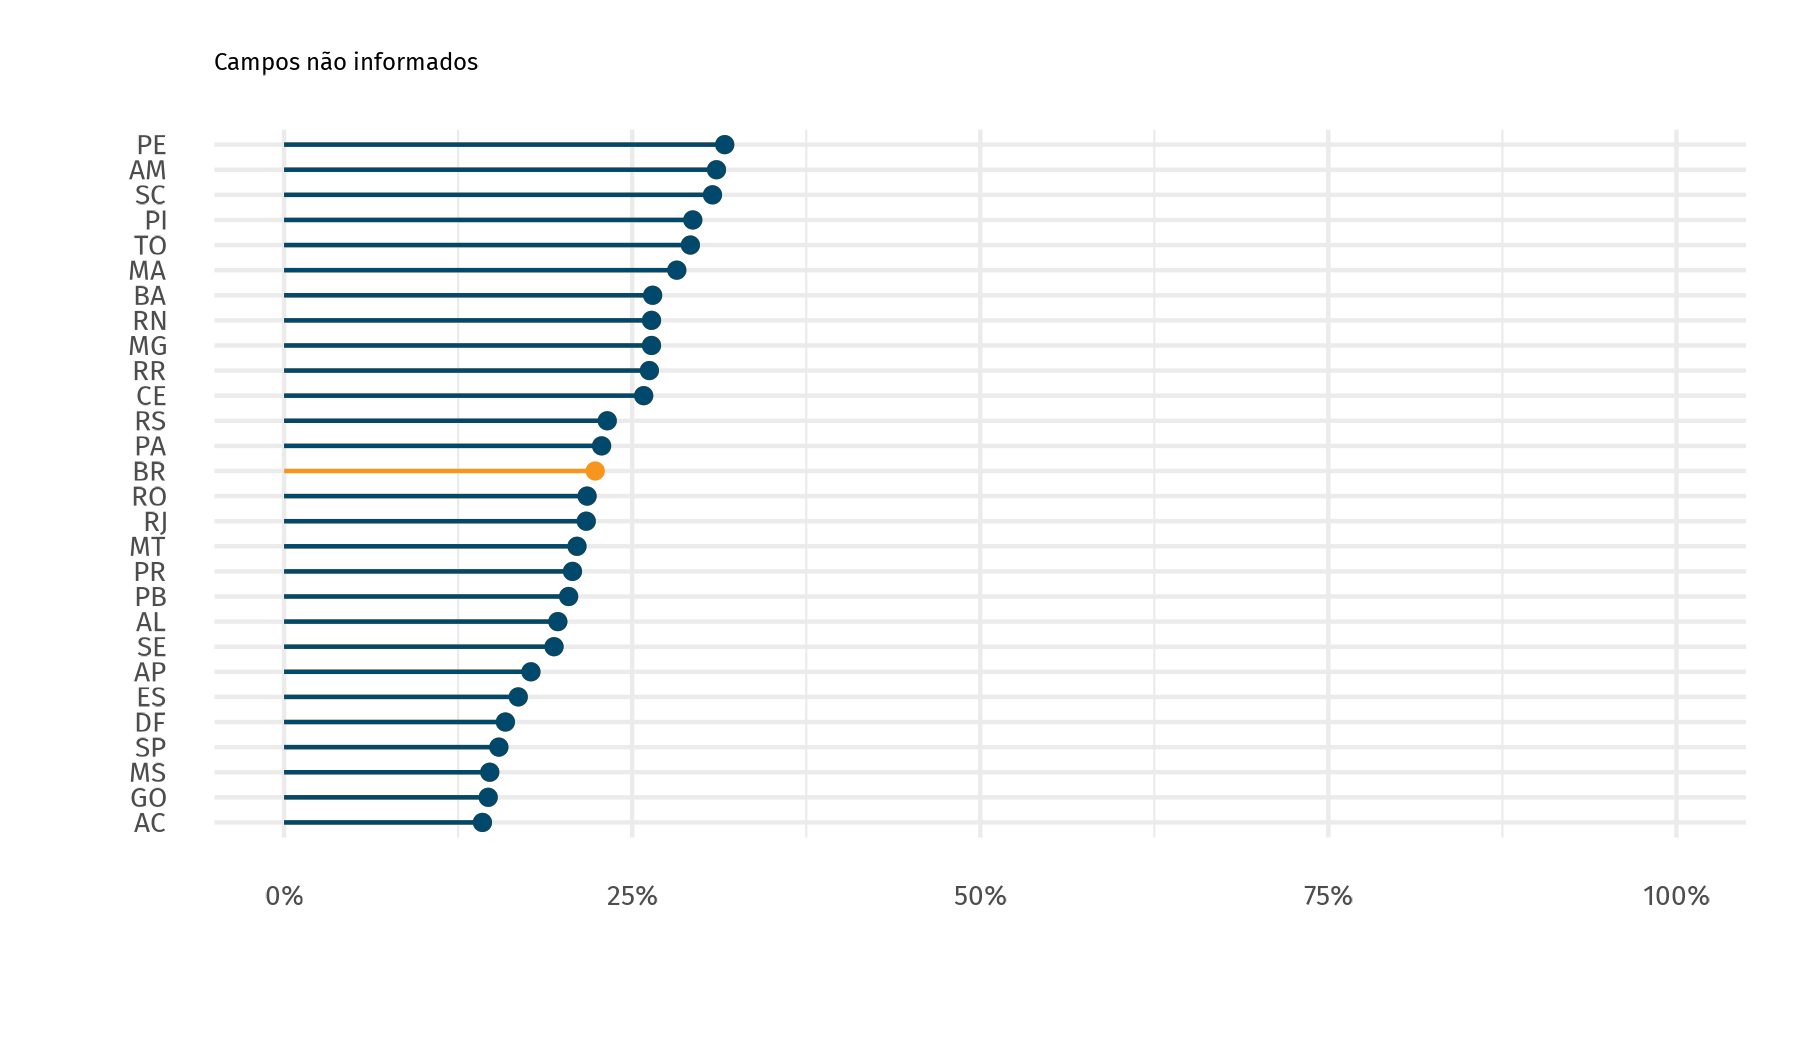 Campos não informados
PE
AM
SC
PI
TO
MA
BA
RN
MG
RR
CE
RS
PA
BR
RO
RJ
MT
PR
PB
AL
SE
AP
ES
DF
SP
MS
GO
AC
0% 25% 50% 75% 100%